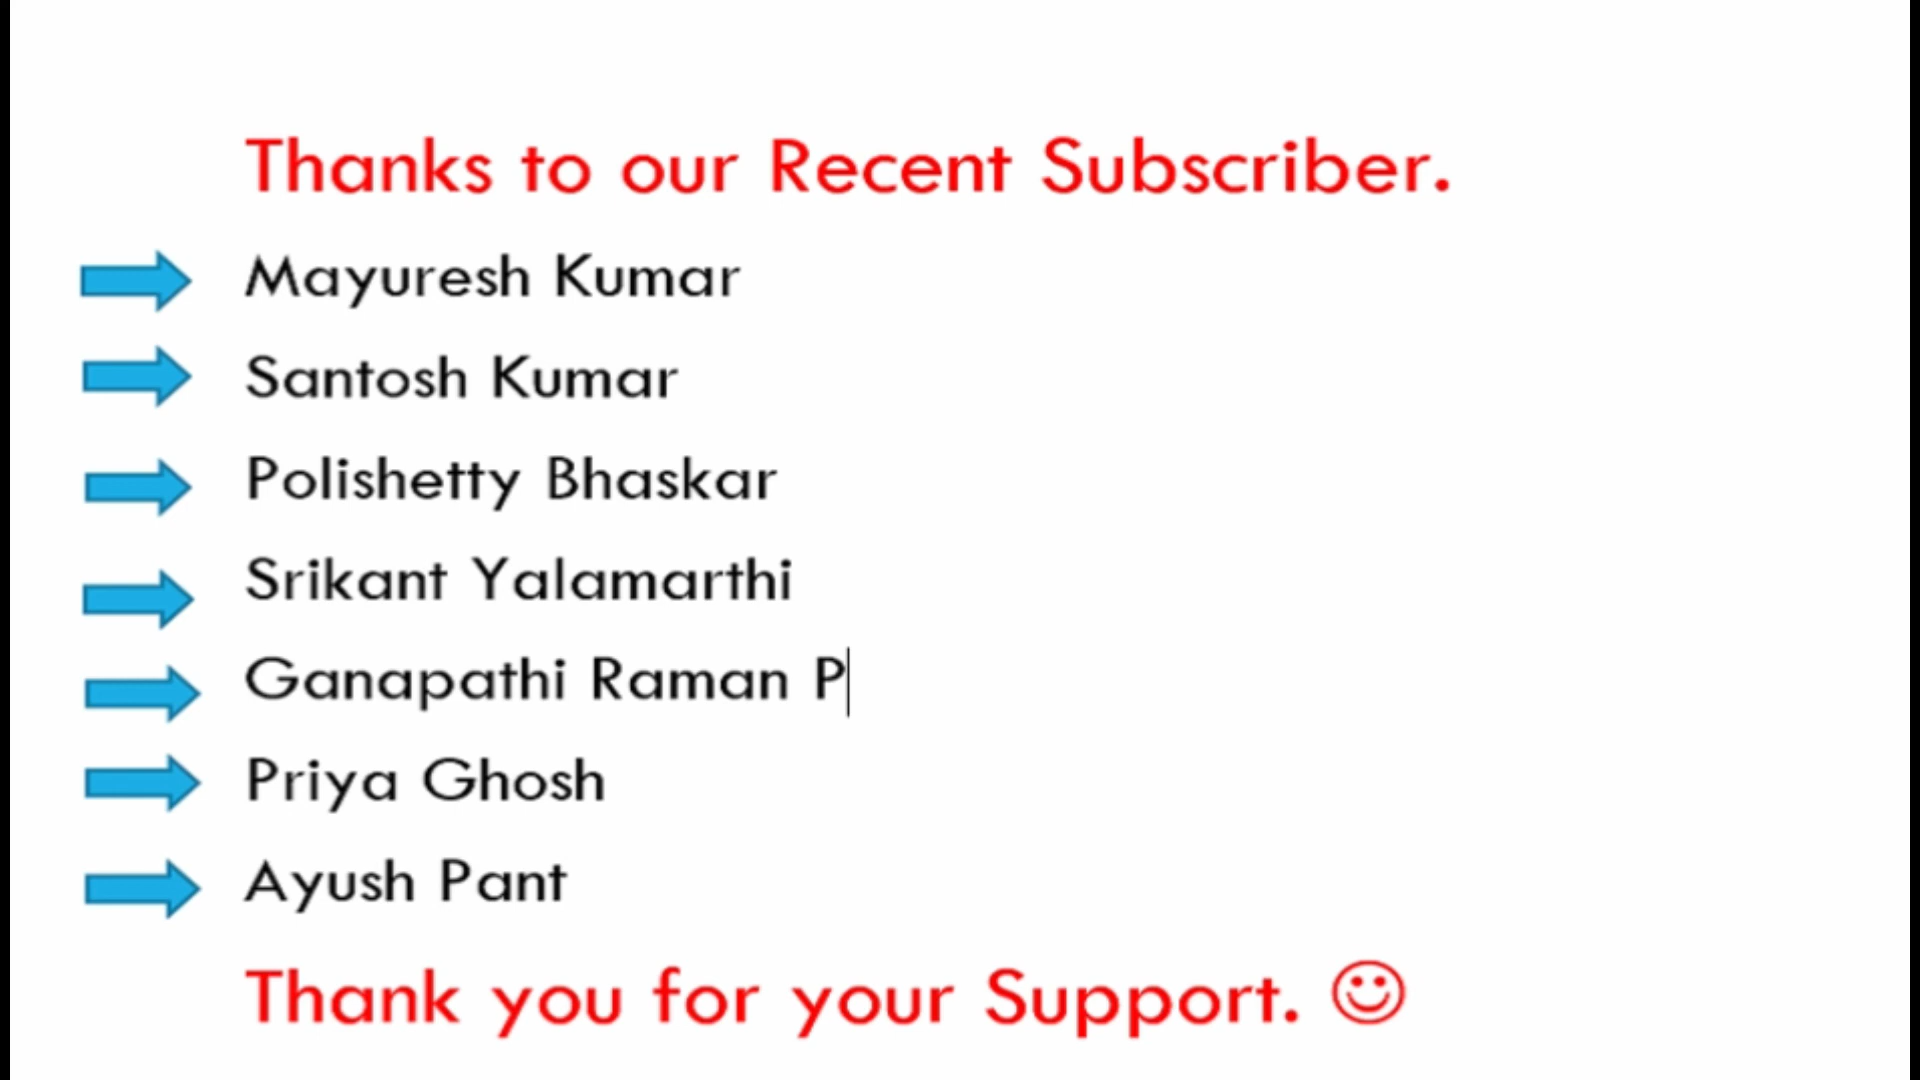 Thanks to our Recent Subscriber.
Mayuresh Kumar
Santosh Kumar
Polishetty Bhaskar
Srikant Yalamarthi
Ganapathi Raman P
Priya Ghosh
Ayush Pant
Thank you for your Support. ☺